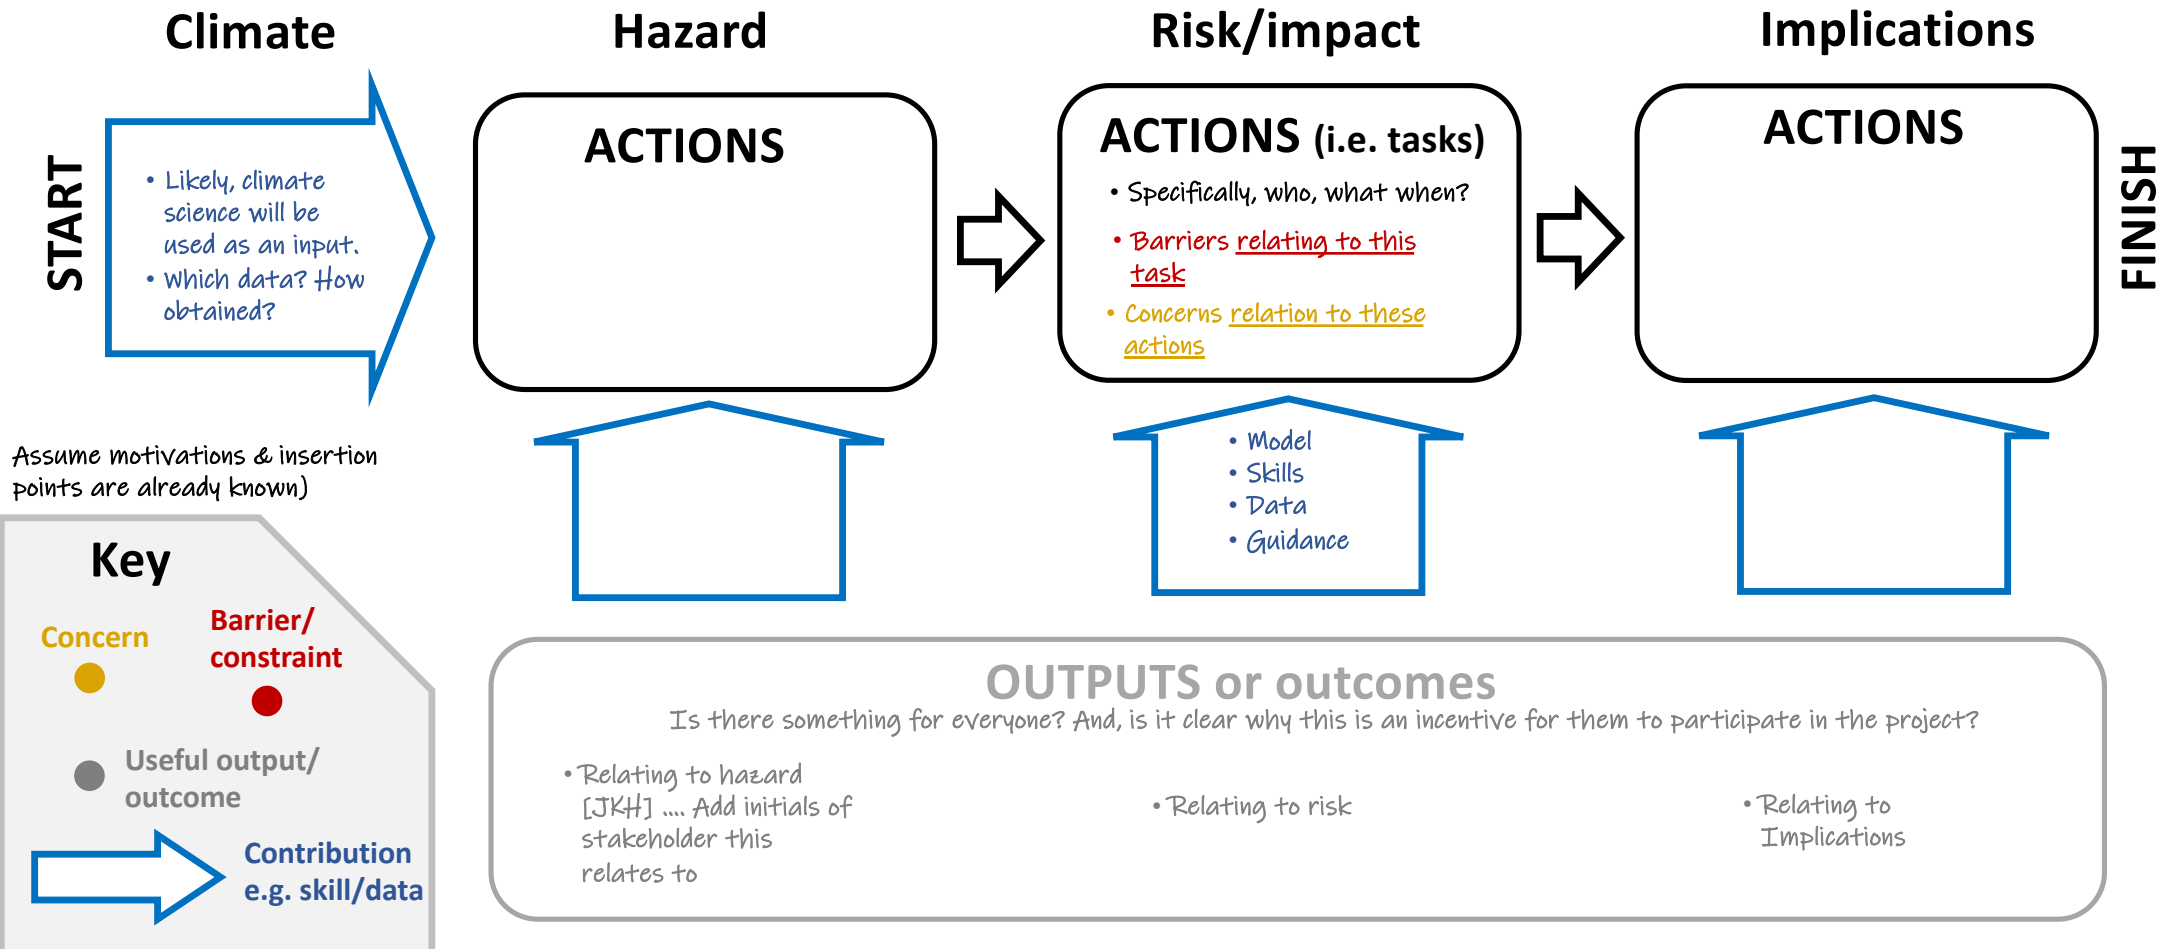 Climate
Hazard
Risk/impact
Implications
START
• Likely, climate
science will be
used as an input.
• Which data? How
obtained?
ACTIONS
ACTIONS (i.e. tasks)
• Specifically, who, what when?
• Barriers relating to this
task
• Concerns relation to these
actions
ACTIONS
FINISH
Assume motivations & insertion
points are already known)
• Model
• Skills
• Data
• Guidance
Key
Concern
Barrier/
constraint
Useful output/
outcome
Contribution
e.g. skill/data
OUTPUTS or outcomes
Is there something for everyone? And, is it clear why this is an incentive for them to participate in the project?
• Relating to hazard
[JKH] .... Add initials of
stakeholder this
relates to
• Relating to risk
• Relating to
Implications